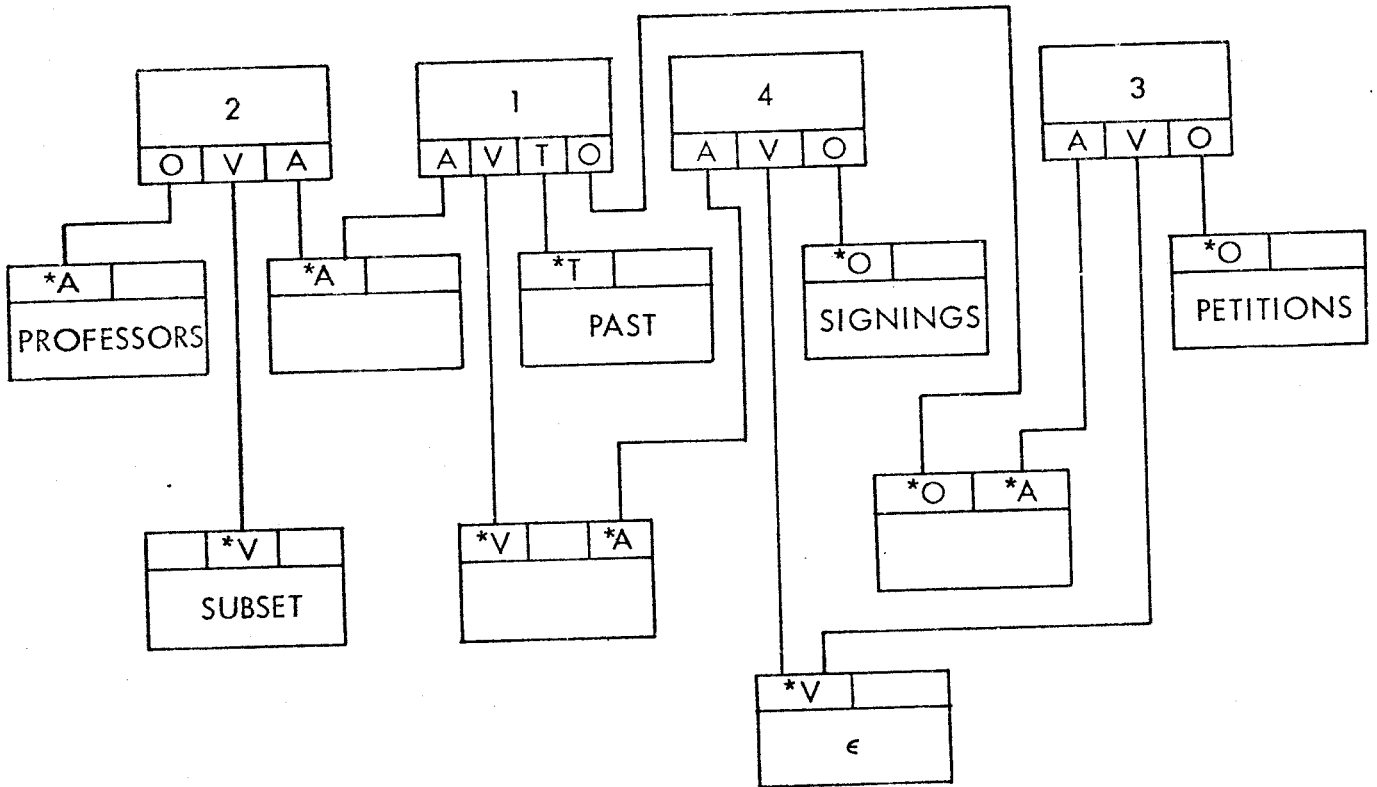 2
O V A
1
A V T O
4
A V O
3
A V O
*A
PROFESSORS
*A
*T
PAST
*O
SIGNINGS
*O
PETITIONS
*V
SUBSET
*V *A
*O *A
*V
ϵ